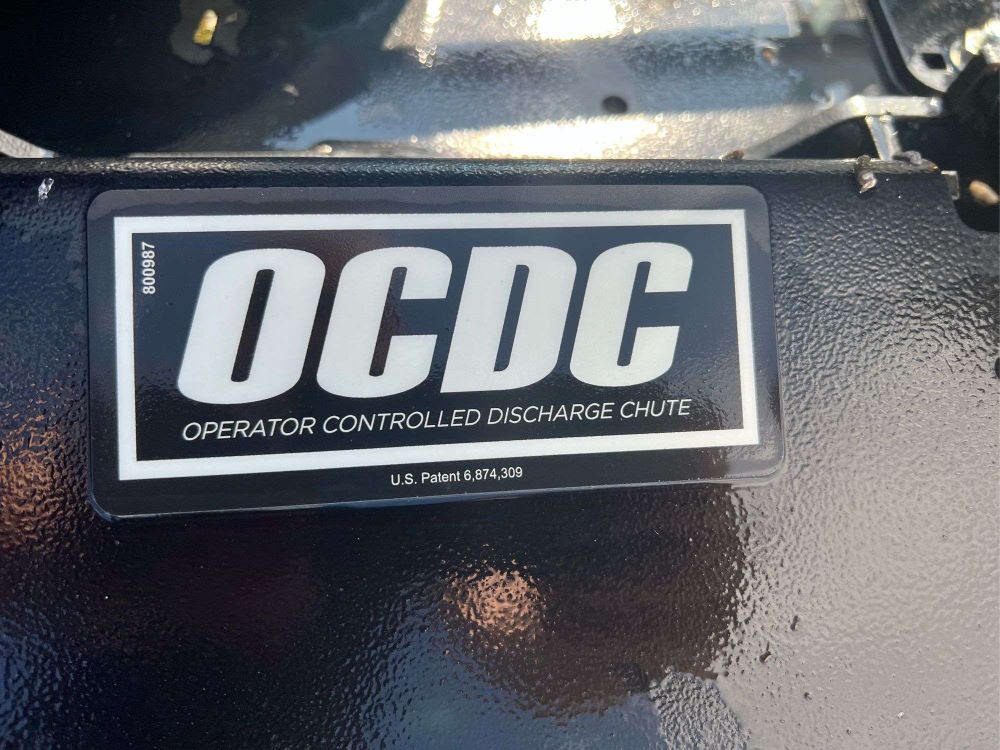 800987
OCDC
OPERATOR CONTROLLED DISCHARGE CHUTE
U.S. Patent 6,874,309